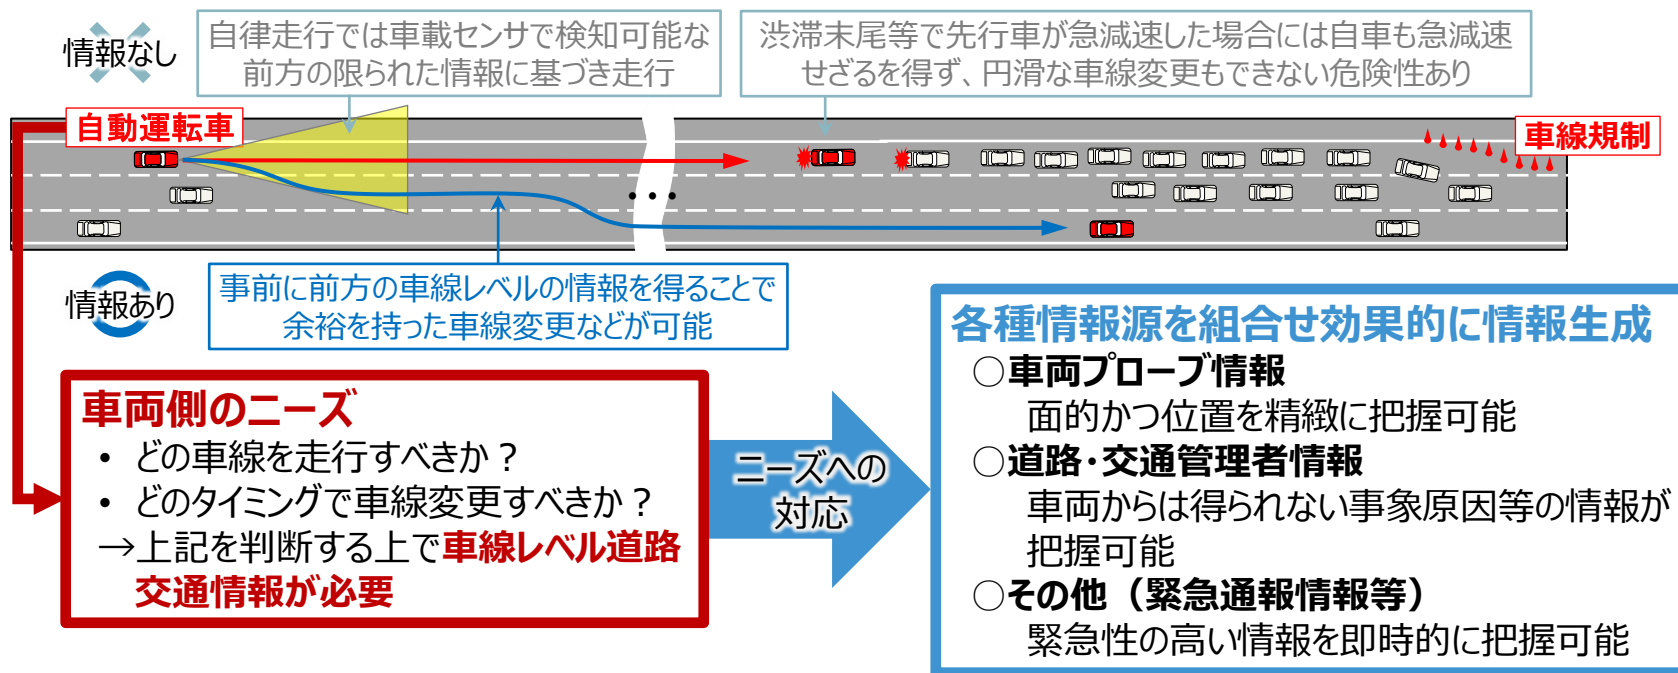 情報なし
自律走行では車載センサで検知可能な
前方の限られた情報に基づき走行
渋滞末尾等で先行車が急減速した場合には自車も急減速
せざるを得ず、円滑な車線変更もできない危険性あり
自動運転車
車線規制
・・・
情報あり
事前に前方の車線レベルの情報を得ることで
余裕を持った車線変更などが可能
車両側のニーズ
• どの車線を走行すべきか？
• どのタイミングで車線変更すべきか？
→上記を判断する上で車線レベル道路
交通情報が必要
ニーズへの
対応
各種情報源を組合せ効果的に情報生成
○車両プローブ情報
面的かつ位置を精緻に把握可能
○道路・交通管理者情報
車両からは得られない事象原因等の情報が
把握可能
○その他（緊急通報情報等）
緊急性の高い情報を即時的に把握可能